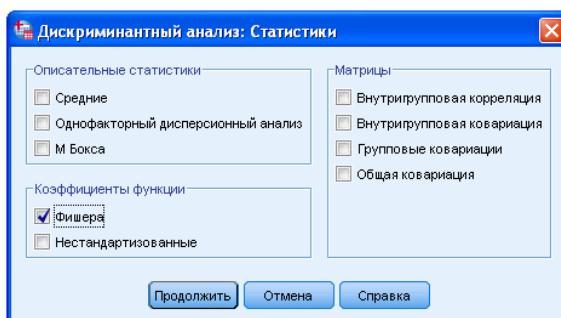 Дискриминантный анализ: Статистики
Описательные статистики
Средние
Однофакторный дисперсионный анализ
М Бокса
Коэффициенты функции
Фишера
Нестандартизованные
Матрицы
Внутригрупповая корреляция
Внутригрупповая ковариация
Групповые ковариации
Общая ковариация
Продолжить Отмена Справка